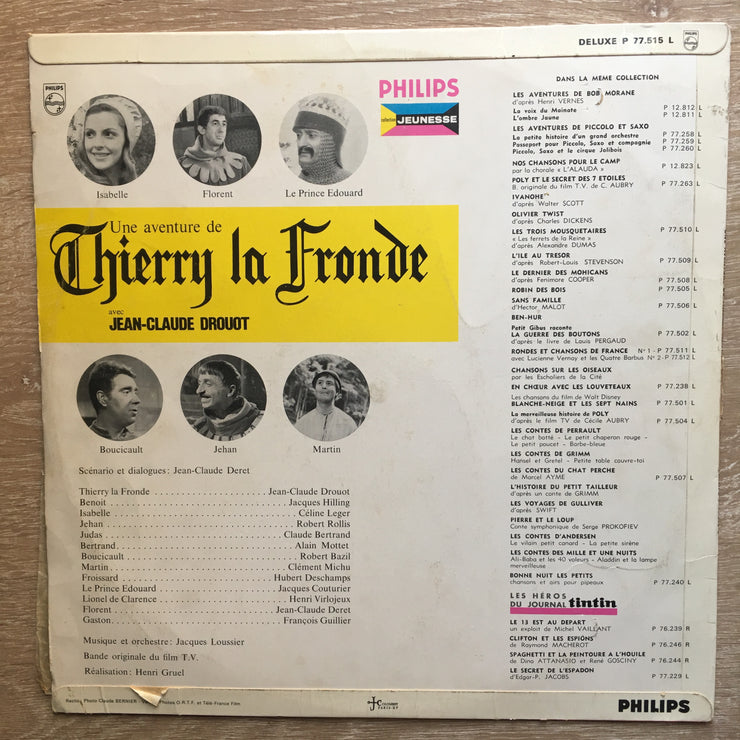 DELUXE P 77.515 L
PHILIPS
PHILIPS
collection JEUNESSE
Isabelle
Florent
Le Prince Edouard
Une aventure de
Thierry la Fronde
avec
JEAN-CLAUDE DROUOT
Boucicault
Jehan
Martin
Scénario et dialogues: Jean-Claude Deret
Thierry la Fronde Jean-Claude Drouot
Benoit Jacques Hilling
Isabelle Céline Leger
Jehan Robert Rollis
Judas Claude Bertrand
Bertrand Alain Mottet
Boucicault Robert Bazil
Martin Clément Michu
Froissard Hubert Deschamps
Le Prince Edouard Jacques Couturier
Lionel de Clarence Henri Virlojeux
Florent Jean-Claude Deret
Gaston François Guillier
Musique et orchestre: Jacques Loussier
Bande originale du film T.V.
Réalisation: Henri Gruel
DANS LA MEME COLLECTION
LES AVENTURES DE BOB MORANE
d'après Henri VERNES
La voix du Mainate P 12.812 L
L'ombre Jaune P 12.811 L
LES AVENTURES DE PICCOLO ET SAXO
La petite histoire d'un grand orchestre P 77.258 L
Passeport pour Piccolo, Saxo et compagnie P 77.259 L
Piccolo, Saxo et le cirque Jolibois P 77.260 L
NOS CHANSONS POUR LE CAMP
par la chorale « L'ALAUDA » P 12.823 L
POLY ET LE SECRET DES 7 ETOILES
B. originale du film T.V. de C. AUBRY P 77.263 L
IVANOHE
d'après Walter SCOTT
OLIVIER TWIST
d'après Charles DICKENS
LES TROIS MOUSQUETAIRES P 77.510 L
« Les ferrets de la Reine »
d'après Alexandre DUMAS
L'ILE AU TRESOR
d'après Robert-Louis STEVENSON P 77.509 L
LE DERNIER DES MOHICANS
d'après Fenimore COOPER P 77.508 L
ROBIN DES BOIS P 77.505 L
SANS FAMILLE
d'Hector MALOT P 77.506 L
BEN-HUR
Petit Gibus raconte
LA GUERRE DES BOUTONS P 77.502 L
d'après le livre de Louis PERGAUD
RONDES ET CHANSONS DE FRANCE N° 1 - P 77.511 L
avec Lucienne Vernay et les Quatre Barbus N° 2 - P 77.512 L
CHANSONS SUR LES OISEAUX
par les Escholiers de la Cité
EN CHŒUR AVEC LES LOUVETEAUX P 77.238 L
Les chansons du film de Walt Disney
BLANCHE-NEIGE ET LES SEPT NAINS P 77.501 L
La merveilleuse histoire de POLY
d'après le film TV de Cécile AUBRY P 77.504 L
LES CONTES DE PERRAULT
Le chat botté - Le petit chaperon rouge -
Le petit poucet - Barbe-bleue
LES CONTES DE GRIMM
Hansel et Gretel - Petite table couvre-toi
LES CONTES DU CHAT PERCHE
de Marcel AYME P 77.507 L
L'HISTOIRE DU PETIT TAILLEUR
d'après un conte de GRIMM
LES VOYAGES DE GULLIVER
d'après SWIFT
PIERRE ET LE LOUP
Conte symphonique de Serge PROKOFIEV
LES CONTES D'ANDERSEN
Le vilain petit canard - La petite sirène
LES CONTES DES MILLE ET UNE NUITS
Ali-Baba et les 40 voleurs - Aladdin et la lampe
merveilleuse
BONNE NUIT LES PETITS
chansons et airs pour pipeaux P 77.240 L
LES HÉROS
DU JOURNAL tintin
LE 13 EST AU DEPART P 76.239 R
un exploit de Michel VAILLANT
CLIFTON ET LES ESPIONS
de Raymond MACHEROT P 76.246 R
SPAGHETTI ET LA PEINTOURE A L'HOUILE
de Dino ATTANASIO et René GOSCINY P 76.244 R
LE SECRET DE L'ESPADON
d'Edgar-P. JACOBS P 77.229 L
Recto: Photo Claude BERNIER Photos O.R.T.F. et Télé-France Film
PHILIPS